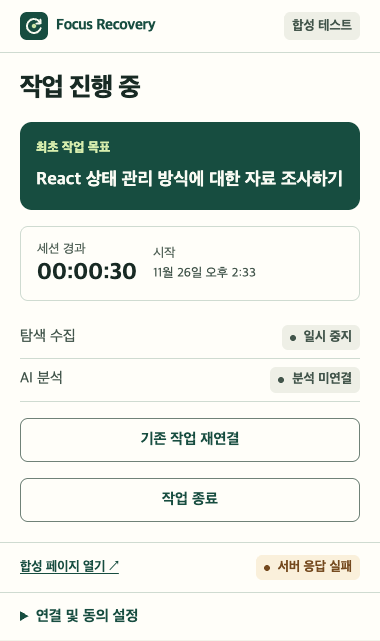 Focus Recovery
합성 테스트
작업 진행 중
최초 작업 목표
React 상태 관리 방식에 대한 자료 조사하기
세션 경과
00:00:30
시작
11월 26일 오후 2:33
탐색 수집
일시 중지
AI 분석
분석 미연결
기존 작업 재연결
작업 종료
합성 페이지 열기 ↗
서버 응답 실패
▶ 연결 및 동의 설정